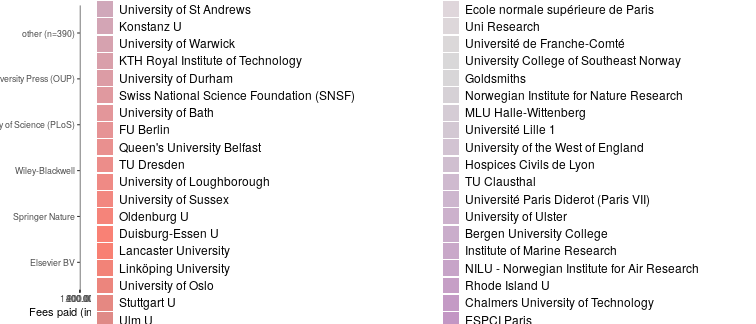 other (n=390)
versity Press (OUP)
y of Science (PLoS)
Wiley-Blackwell
Springer Nature
Elsevier BV
Fees paid (in
University of St Andrews
Konstanz U
University of Warwick
KTH Royal Institute of Technology
University of Durham
Swiss National Science Foundation (SNSF)
University of Bath
FU Berlin
Queen's University Belfast
TU Dresden
University of Loughborough
University of Sussex
Oldenburg U
Duisburg-Essen U
Lancaster University
Linköping University
University of Oslo
Stuttgart U
Ulm U
Ecole normale supérieure de Paris
Uni Research
Université de Franche-Comté
University College of Southeast Norway
Goldsmiths
Norwegian Institute for Nature Research
MLU Halle-Wittenberg
Université Lille 1
University of the West of England
Hospices Civils de Lyon
TU Clausthal
Université Paris Diderot (Paris VII)
University of Ulster
Bergen University College
Institute of Marine Research
NILU - Norwegian Institute for Air Research
Rhode Island U
Chalmers University of Technology
ESPCI Paris